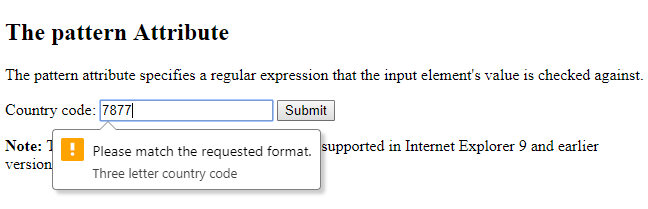 The pattern Attribute
The pattern attribute specifies a regular expression that the input element's value is checked against.
Country code: 7877 Submit
Please match the requested format.
Three letter country code
Note: supported in Internet Explorer 9 and earlier
version